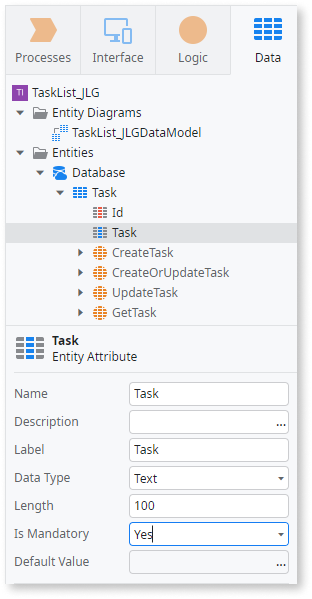 Processes Interface Logic Data
TI TaskList_JLG
Entity Diagrams
TaskList_JLGDataModel
Entities
Database
Task
Id
Task
CreateTask
CreateOrUpdateTask
UpdateTask
GetTask
Task
Entity Attribute
Name Task
Description ...
Label Task
Data Type Text
Length 100
Is Mandatory Yes
Default Value ...